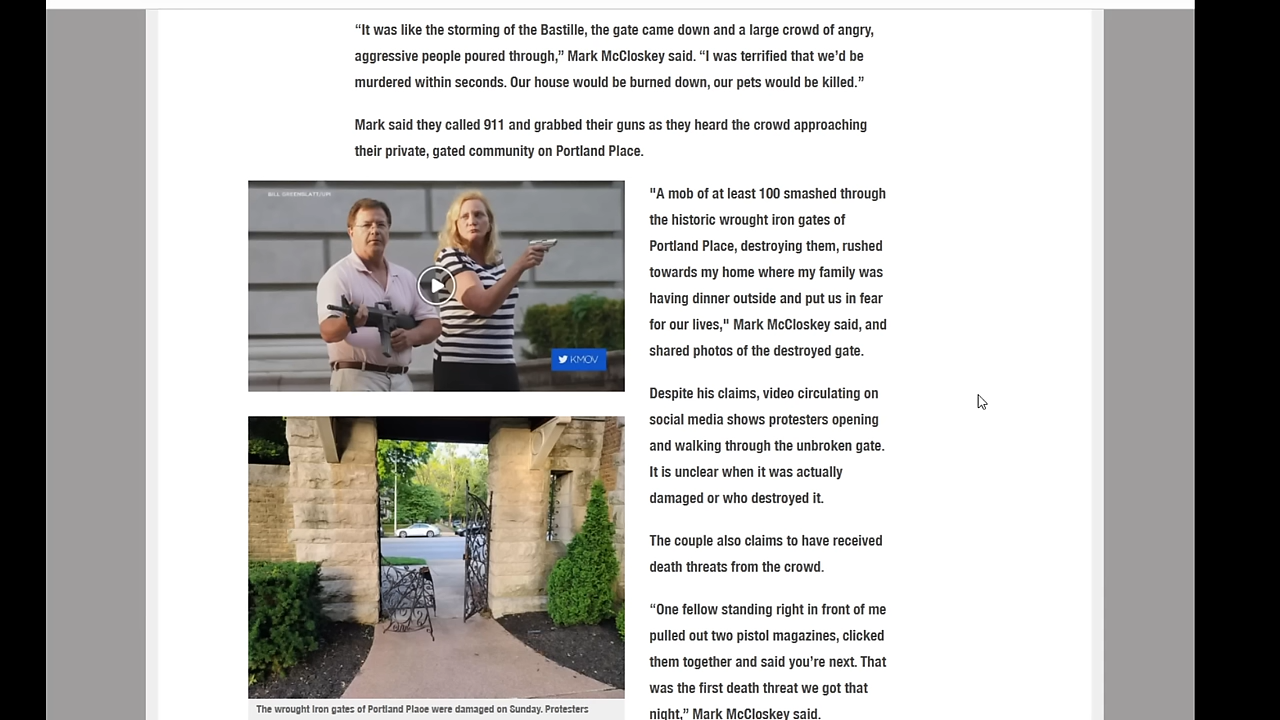 “It was like the storming of the Bastille, the gate came down and a large crowd of angry,
aggressive people poured through,” Mark McCloskey said. “I was terrified that we’d be
murdered within seconds. Our house would be burned down, our pets would be killed.”
Mark said they called 911 and grabbed their guns as they heard the crowd approaching
their private, gated community on Portland Place.
BILL GREENBLATT/UPI
KMOV
"A mob of at least 100 smashed through
the historic wrought iron gates of
Portland Place, destroying them, rushed
towards my home where my family was
having dinner outside and put us in fear
for our lives," Mark McCloskey said, and
shared photos of the destroyed gate.
Despite his claims, video circulating on
social media shows protesters opening
and walking through the unbroken gate.
It is unclear when it was actually
damaged or who destroyed it.
The couple also claims to have received
death threats from the crowd.
“One fellow standing right in front of me
pulled out two pistol magazines, clicked
them together and said you’re next. That
was the first death threat we got that
night,” Mark McCloskey said.
The wrought iron gates of Portland Place were damaged on Sunday. Protesters